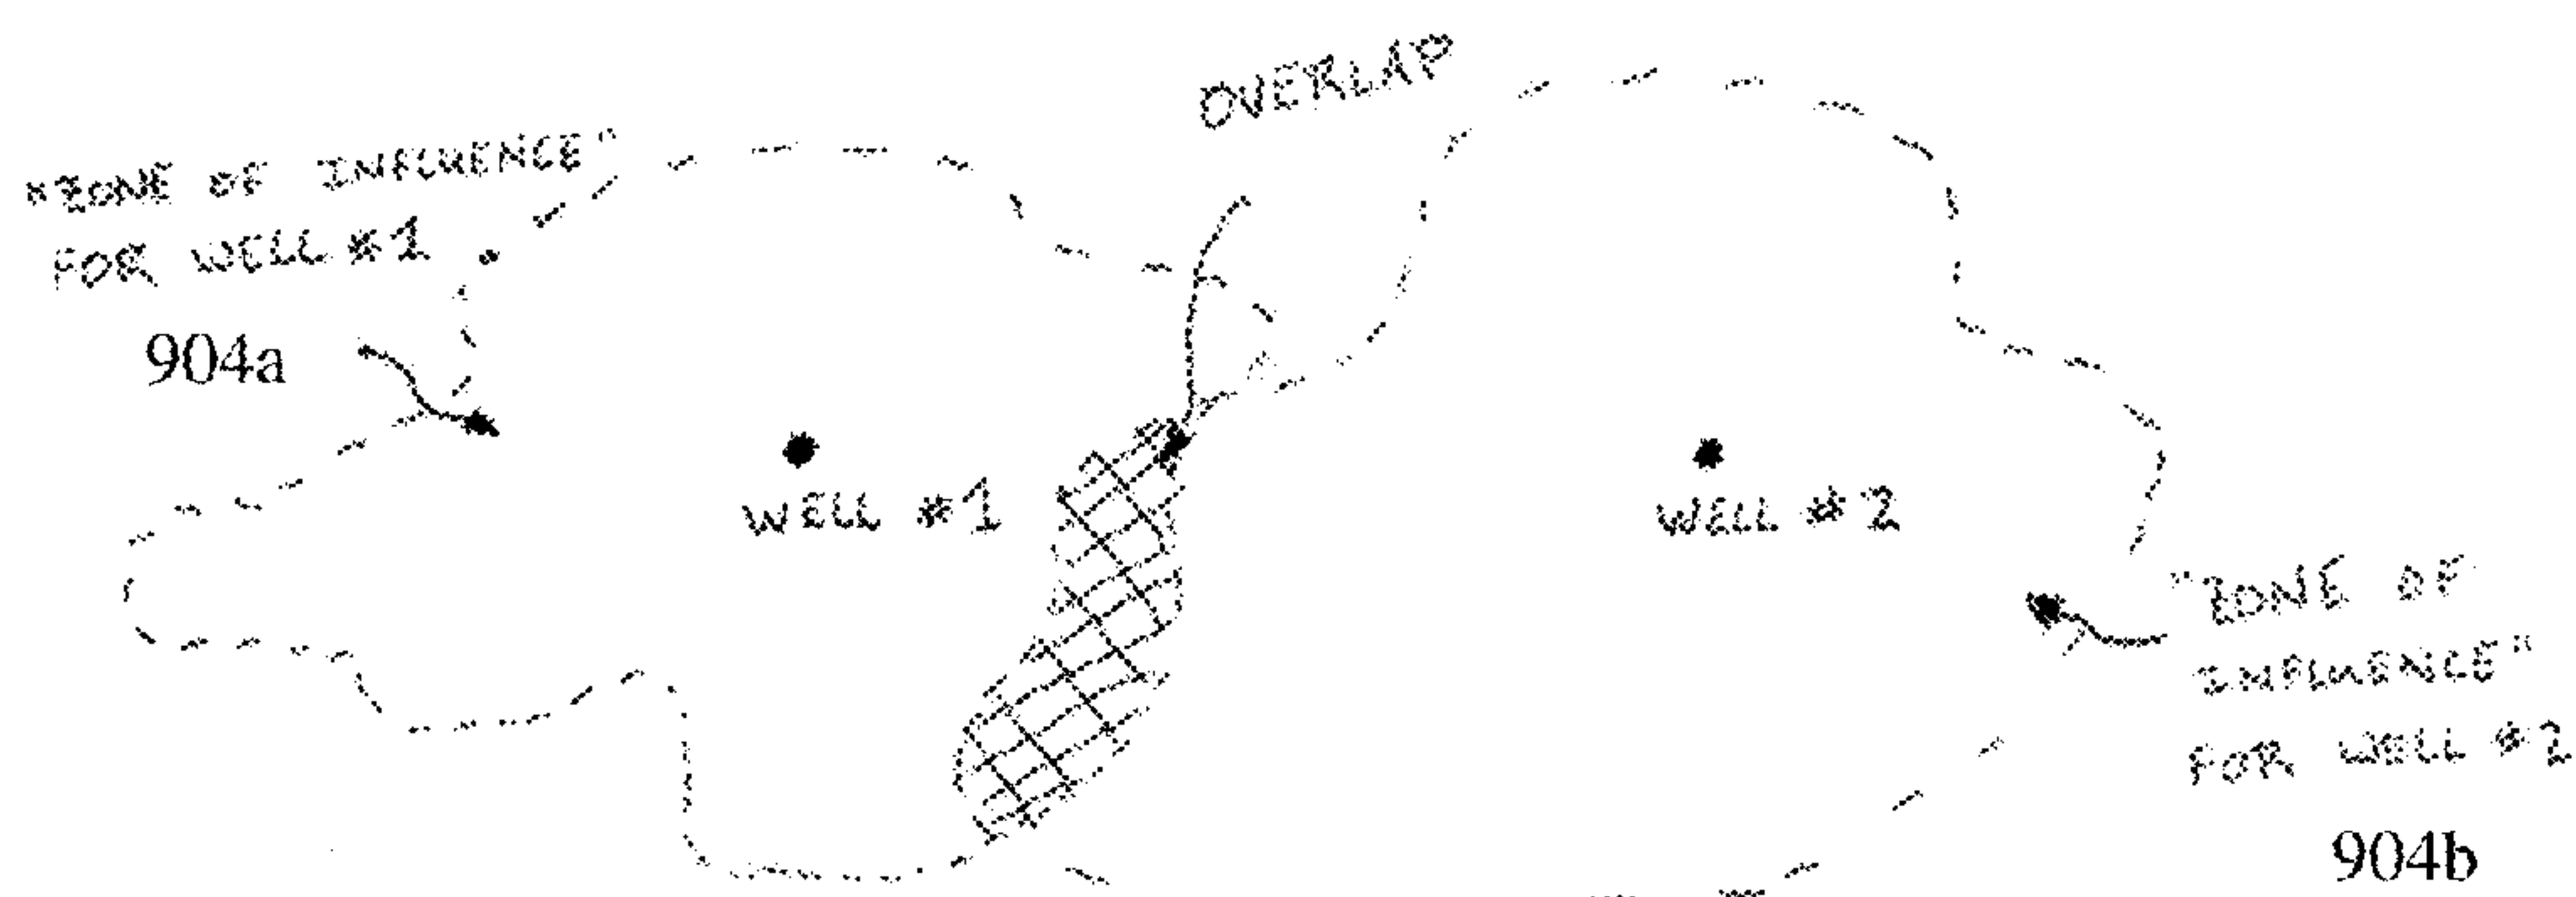 OVERLAP
"ZONE OF INFLUENCE"
FOR WELL #1
904a
WELL #1
WELL #2
"ZONE OF
INFLUENCE"
FOR WELL #2
904b